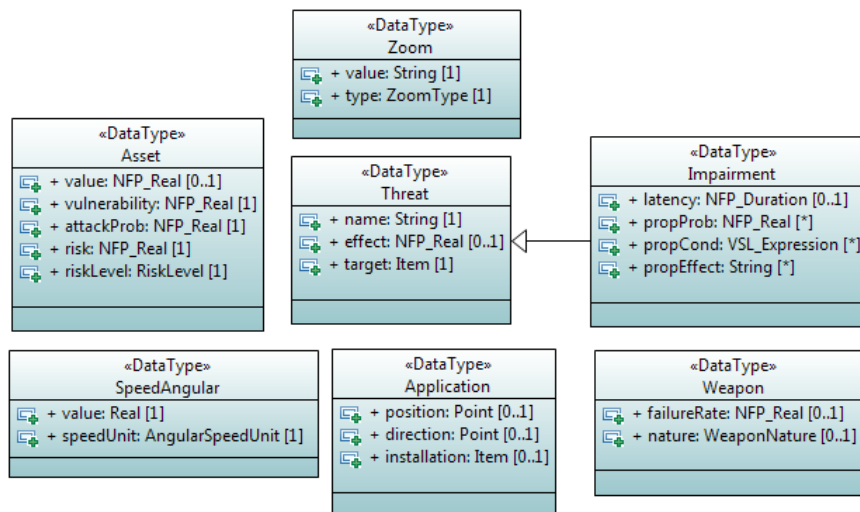 «DataType»
Zoom
+ value: String [1]
+ type: ZoomType [1]
«DataType»
Asset
+ value: NFP_Real [0..1]
+ vulnerability: NFP_Real [1]
+ attackProb: NFP_Real [1]
+ risk: NFP_Real [1]
+ riskLevel: RiskLevel [1]
«DataType»
Threat
+ name: String [1]
+ effect: NFP_Real [0..1]
+ target: Item [1]
«DataType»
Impairment
+ latency: NFP_Duration [0..1]
+ propProb: NFP_Real [*]
+ propCond: VSL_Expression [*]
+ propEffect: String [*]
«DataType»
SpeedAngular
+ value: Real [1]
+ speedUnit: AngularSpeedUnit [1]
«DataType»
Application
+ position: Point [0..1]
+ direction: Point [0..1]
+ installation: Item [0..1]
«DataType»
Weapon
+ failureRate: NFP_Real [0..1]
+ nature: WeaponNature [0..1]